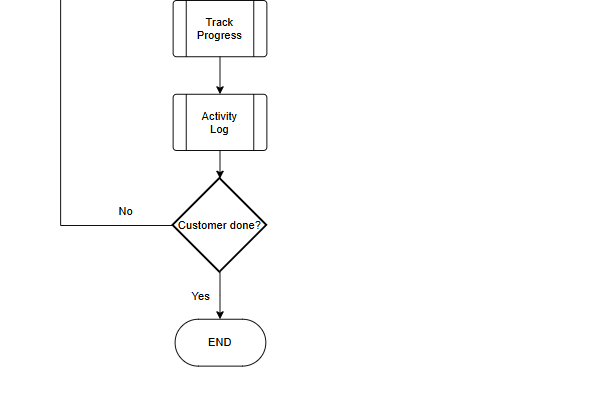 Track
Progress
Activity
Log
No
Customer done?
Yes
END